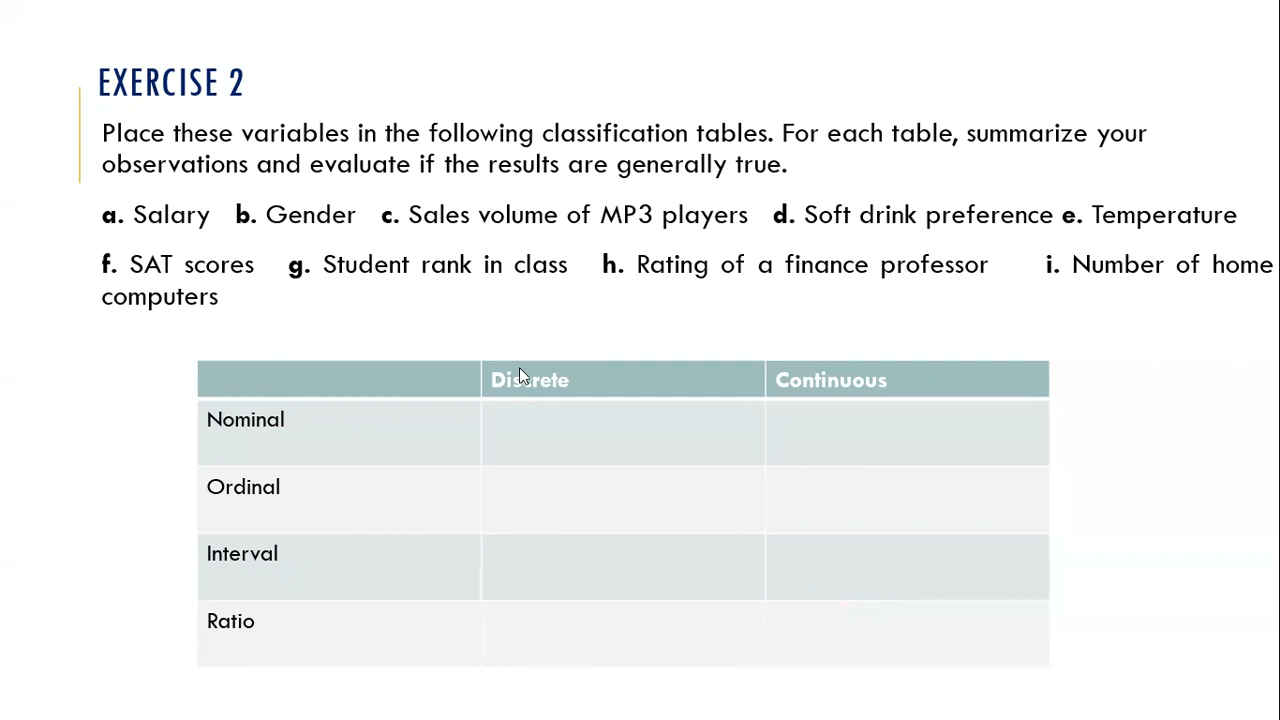 EXERCISE 2
Place these variables in the following classification tables. For each table, summarize your
observations and evaluate if the results are generally true.
a. Salary b. Gender c. Sales volume of MP3 players d. Soft drink preference e. Temperature
f. SAT scores g. Student rank in class h. Rating of a finance professor i. Number of home
computers
Discrete Continuous
Nominal
Ordinal
Interval
Ratio